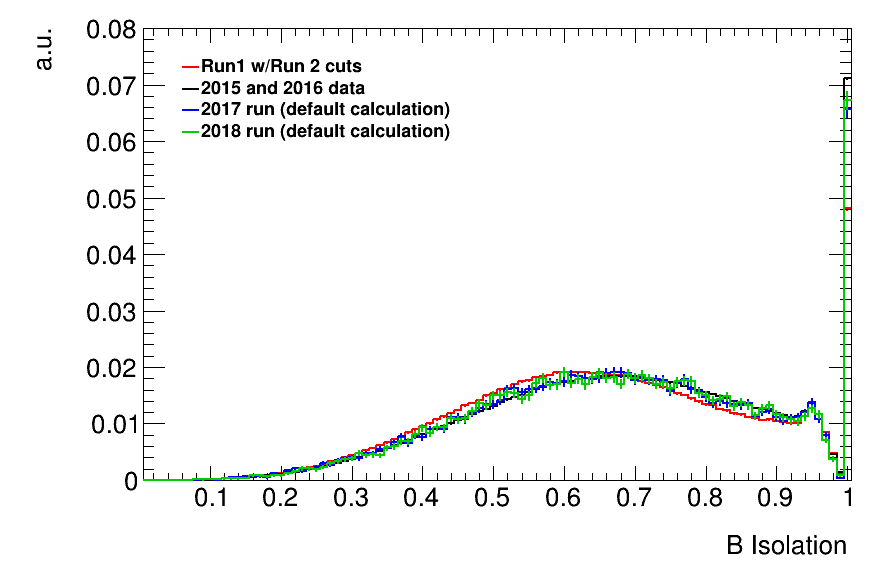 a.u.
0.08
0.07
0.06
0.05
0.04
0.03
0.02
0.01
0
Run1 w/Run 2 cuts
2015 and 2016 data
2017 run (default calculation)
2018 run (default calculation)
0.1 0.2 0.3 0.4 0.5 0.6 0.7 0.8 0.9 1
B Isolation